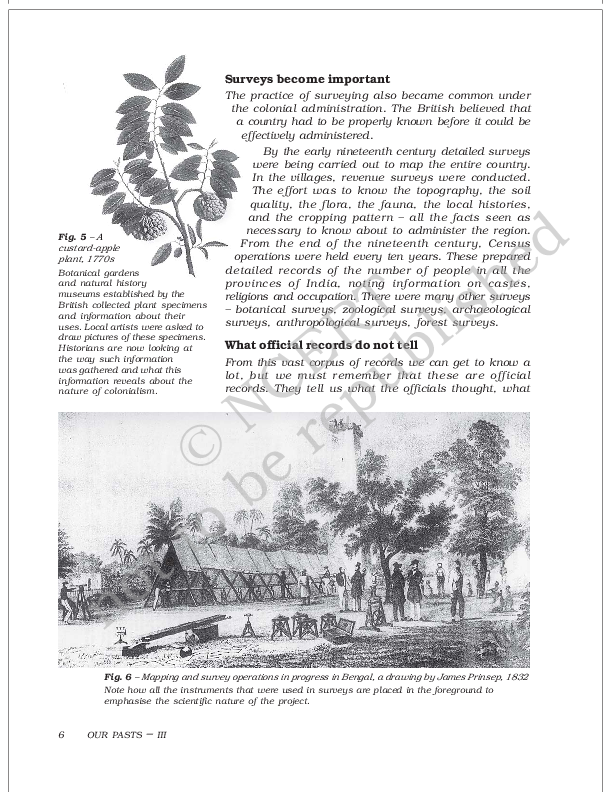 Surveys become important
The practice of surveying also became common under
the colonial administration. The British believed that
a country had to be properly known before it could be
effectively administered.
By the early nineteenth century detailed surveys
were being carried out to map the entire country.
In the villages, revenue surveys were conducted.
The effort was to know the topography, the soil
quality, the flora, the fauna, the local histories,
and the cropping pattern – all the facts seen as
necessary to know about to administer the region.
From the end of the nineteenth century, Census
operations were held every ten years. These prepared
detailed records of the number of people in all the
provinces of India, noting information on castes,
religions and occupation. There were many other surveys
– botanical surveys, zoological surveys, archaeological
surveys, anthropological surveys, forest surveys.
What official records do not tell
From this vast corpus of records we can get to know a
lot, but we must remember that these are official
records. They tell us what the officials thought, what
Fig. 5 – A
custard-apple
plant, 1770s
Botanical gardens
and natural history
museums established by the
British collected plant specimens
and information about their
uses. Local artists were asked to
draw pictures of these specimens.
Historians are now looking at
the way such information
was gathered and what this
information reveals about the
nature of colonialism.
© NCERT
not to be republished
Fig. 6 – Mapping and survey operations in progress in Bengal, a drawing by James Prinsep, 1832
Note how all the instruments that were used in surveys are placed in the foreground to
emphasise the scientific nature of the project.
6 OUR PASTS – III